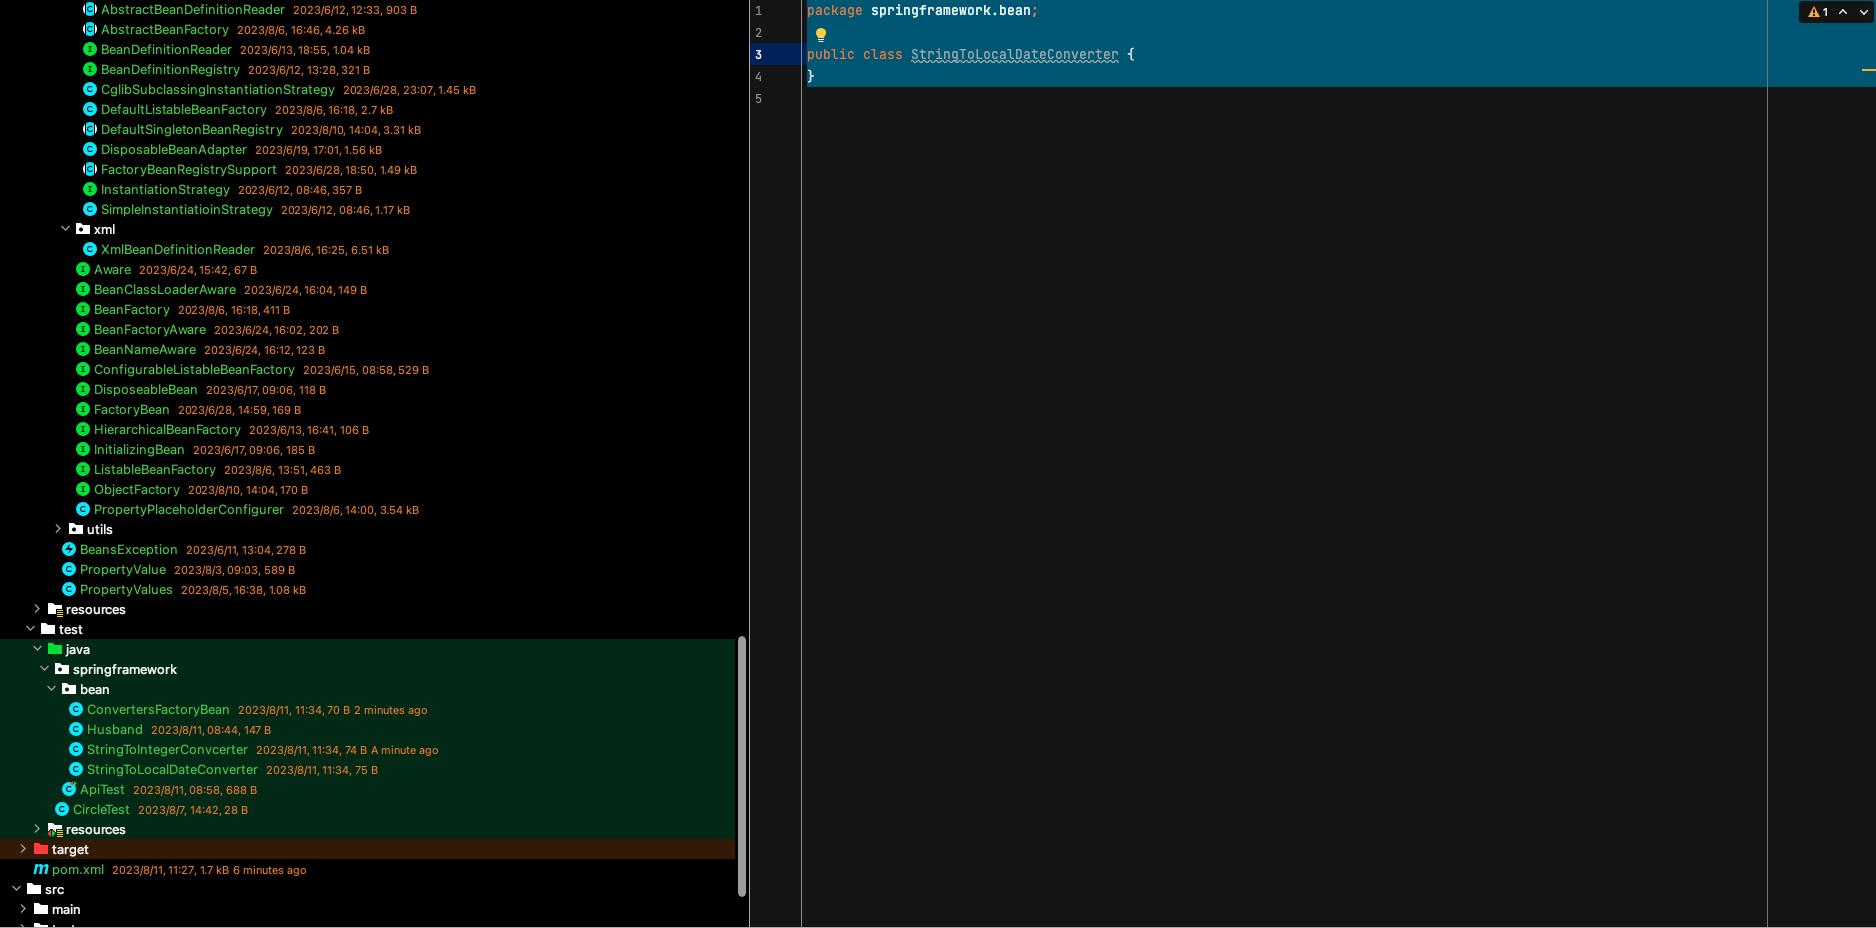 AbstractBeanDefinitionReader 2023/6/12, 12:33, 903 B
AbstractBeanFactory 2023/8/6, 16:46, 4.26 kB
BeanDefinitionReader 2023/6/13, 18:55, 1.04 kB
BeanDefinitionRegistry 2023/6/12, 13:28, 321 B
CglibSubclassingInstantiationStrategy 2023/6/28, 23:07, 1.45 kB
DefaultListableBeanFactory 2023/8/6, 16:18, 2.7 kB
DefaultSingletonBeanRegistry 2023/8/10, 14:04, 3.31 kB
DisposableBeanAdapter 2023/6/19, 17:01, 1.56 kB
FactoryBeanRegistrySupport 2023/6/28, 18:50, 1.49 kB
InstantiationStrategy 2023/6/12, 08:46, 357 B
SimpleInstantiatioinStrategy 2023/6/12, 08:46, 1.17 kB
xml
XmlBeanDefinitionReader 2023/8/6, 16:25, 6.51 kB
Aware 2023/6/24, 15:42, 67 B
BeanClassLoaderAware 2023/6/24, 16:04, 149 B
BeanFactory 2023/8/6, 16:18, 411 B
BeanFactoryAware 2023/6/24, 16:02, 202 B
BeanNameAware 2023/6/24, 16:12, 123 B
ConfigurableListableBeanFactory 2023/6/15, 08:58, 529 B
DisposeableBean 2023/6/17, 09:06, 118 B
FactoryBean 2023/6/28, 14:59, 169 B
HierarchicalBeanFactory 2023/6/13, 16:41, 106 B
InitializingBean 2023/6/17, 09:06, 185 B
ListableBeanFactory 2023/8/6, 13:51, 463 B
ObjectFactory 2023/8/10, 14:04, 170 B
PropertyPlaceholderConfigurer 2023/8/6, 14:00, 3.54 kB
utils
BeansException 2023/6/11, 13:04, 278 B
PropertyValue 2023/8/3, 09:03, 589 B
PropertyValues 2023/8/5, 16:38, 1.08 kB
resources
test
java
springframework
bean
ConvertersFactoryBean 2023/8/11, 11:34, 70 B 2 minutes ago
Husband 2023/8/11, 08:44, 147 B
StringToIntegerConvcerter 2023/8/11, 11:34, 74 B A minute ago
StringToLocalDateConverter 2023/8/11, 11:34, 75 B
ApiTest 2023/8/11, 08:58, 688 B
CircleTest 2023/8/7, 14:42, 28 B
resources
target
pom.xml 2023/8/11, 11:27, 1.7 kB 6 minutes ago
src
main
1 package springframework.bean;
2
3 public class StringToLocalDateConverter {
4 }
5
1